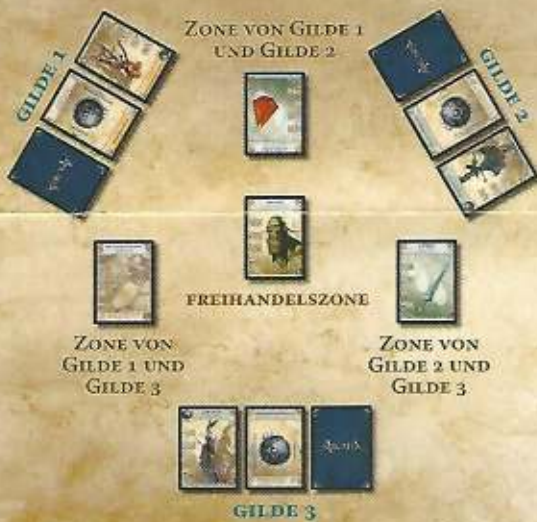 GILDE 1
ZONE VON GILDE 1
UND GILDE 2
GILDE 2
FREIHANDELSZONE
ZONE VON
GILDE 1 UND
GILDE 3
ZONE VON
GILDE 2 UND
GILDE 3
GILDE 3